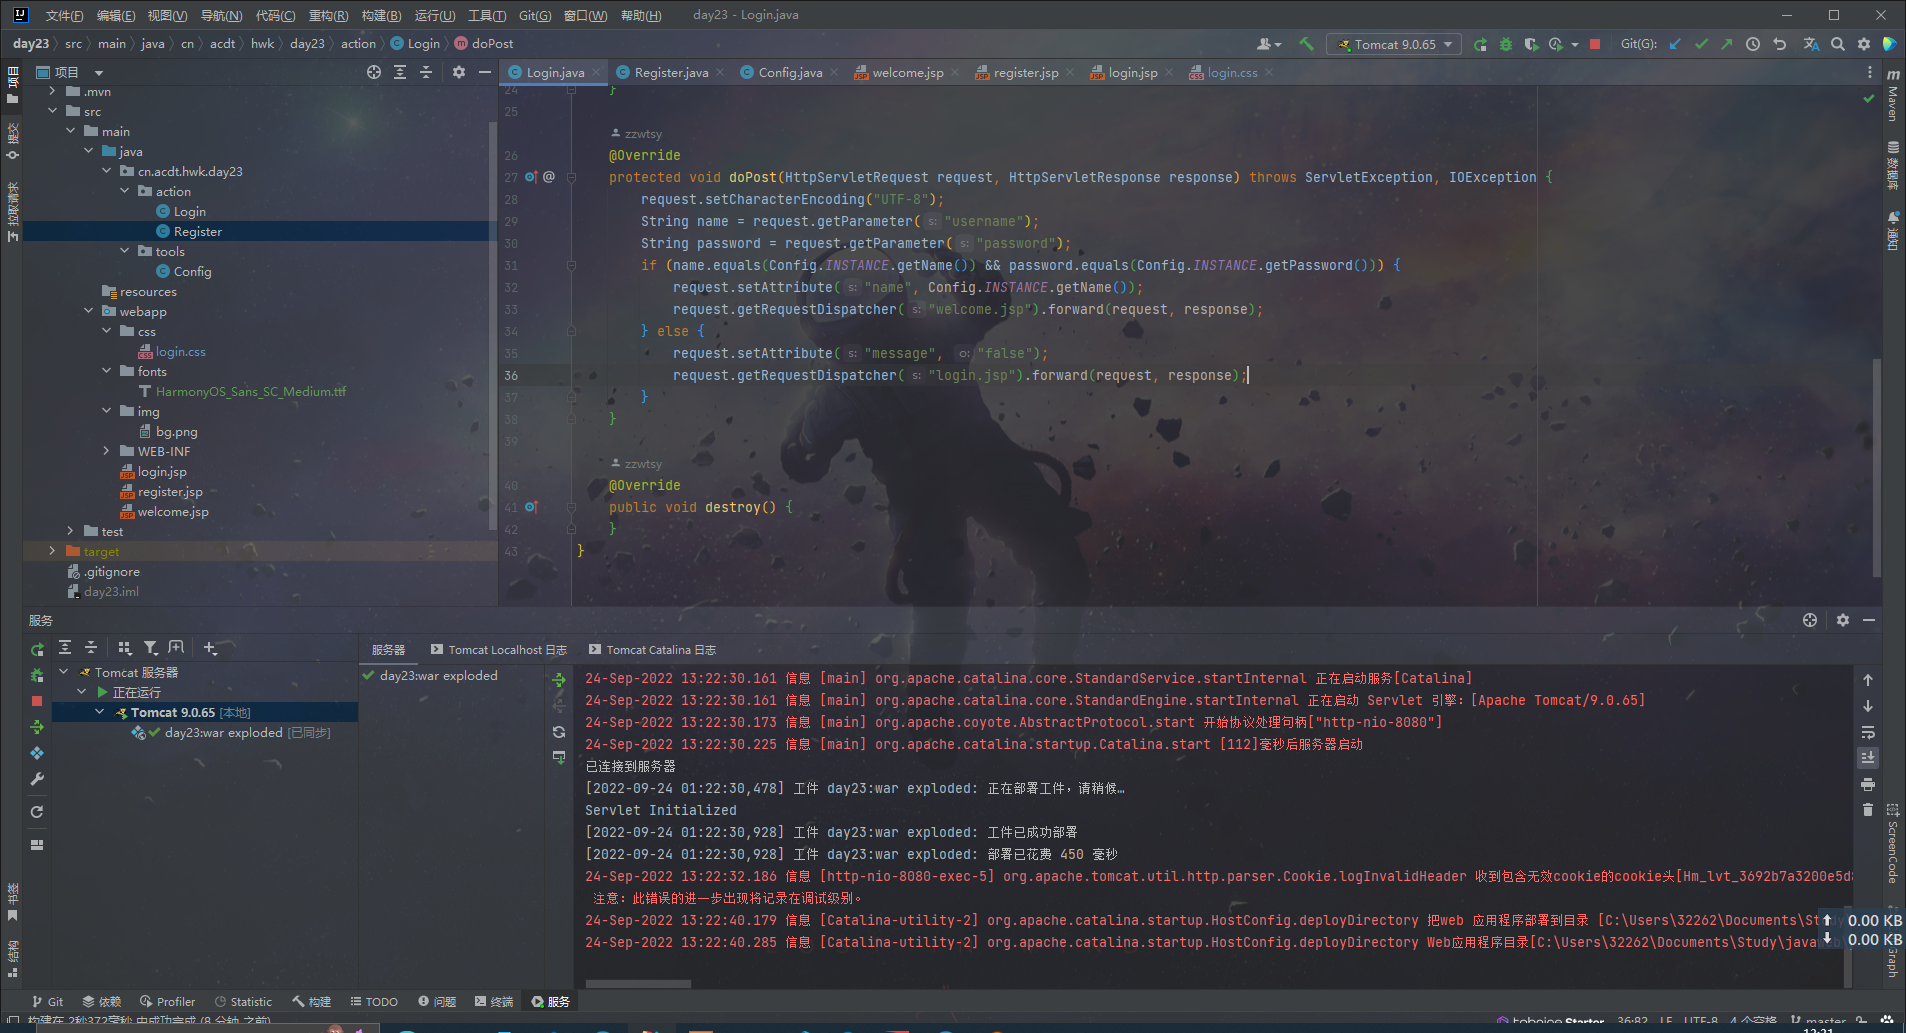 文件(F) 编辑(E) 视图(V) 导航(N) 代码(C) 重构(R) 构建(B) 运行(U) 工具(T) Git(G) 窗口(W) 帮助(H) day23 - Login.java
day23 src main java cn acdt hwk day23 action Login doPost
Tomcat 9.0.65 Git(G):
项目
Login.java Register.java Config.java welcome.jsp register.jsp login.jsp login.css
.mvn
src
main
java
cn.acdt.hwk.day23
action
Login
Register
tools
Config
resources
webapp
css
login.css
fonts
HarmonyOS_Sans_SC_Medium.ttf
img
bg.png
WEB-INF
login.jsp
register.jsp
welcome.jsp
test
target
.gitignore
day23.iml
24 }
25
zzwtsy
26 @Override
27 protected void doPost(HttpServletRequest request, HttpServletResponse response) throws ServletException, IOException {
28 request.setCharacterEncoding("UTF-8");
29 String name = request.getParameter( s: "username");
30 String password = request.getParameter( s: "password");
31 if (name.equals(Config.INSTANCE.getName()) && password.equals(Config.INSTANCE.getPassword())) {
32 request.setAttribute( s: "name", Config.INSTANCE.getName());
33 request.getRequestDispatcher( s: "welcome.jsp").forward(request, response);
34 } else {
35 request.setAttribute( s: "message", o: "false");
36 request.getRequestDispatcher( s: "login.jsp").forward(request, response);
37 }
38 }
39
zzwtsy
40 @Override
41 public void destroy() {
42 }
43 }
项目
提交
拉取请求
书签
结构
Maven
数据库
通知
ScreenCode
服务
服务器 Tomcat Localhost 日志 Tomcat Catalina 日志
Tomcat 服务器
正在运行
Tomcat 9.0.65 [本地]
day23:war exploded [已同步]
day23:war exploded
24-Sep-2022 13:22:30.161 信息 [main] org.apache.catalina.core.StandardService.startInternal 正在启动服务[Catalina]
24-Sep-2022 13:22:30.161 信息 [main] org.apache.catalina.core.StandardEngine.startInternal 正在启动 Servlet 引擎：[Apache Tomcat/9.0.65]
24-Sep-2022 13:22:30.173 信息 [main] org.apache.coyote.AbstractProtocol.start 开始协议处理句柄["http-nio-8080"]
24-Sep-2022 13:22:30.225 信息 [main] org.apache.catalina.startup.Catalina.start [112]毫秒后服务器启动
已连接到服务器
[2022-09-24 01:22:30,478] 工件 day23:war exploded: 正在部署工件，请稍候…
Servlet Initialized
[2022-09-24 01:22:30,928] 工件 day23:war exploded: 工件已成功部署
[2022-09-24 01:22:30,928] 工件 day23:war exploded: 部署已花费 450 毫秒
24-Sep-2022 13:22:32.186 信息 [http-nio-8080-exec-5] org.apache.tomcat.util.http.parser.Cookie.logInvalidHeader 收到包含无效cookie的cookie头[Hm_lvt_3692b7a3200e5d
注意：此错误的进一步出现将记录在调试级别。
24-Sep-2022 13:22:40.179 信息 [Catalina-utility-2] org.apache.catalina.startup.HostConfig.deployDirectory 把web 应用程序部署到目录 [C:\Users\32262\Documents\St
24-Sep-2022 13:22:40.285 信息 [Catalina-utility-2] org.apache.catalina.startup.HostConfig.deployDirectory Web应用程序目录[C:\Users\32262\Documents\Study\java
0.00 KB
0.00 KB
Git 依赖 Profiler Statistic 构建 TODO 问题 终端 服务
构建在 2秒372毫秒 中成功完成 (8 分钟 之前) Starter 36:82 LF UTF-8 4 个空格 master